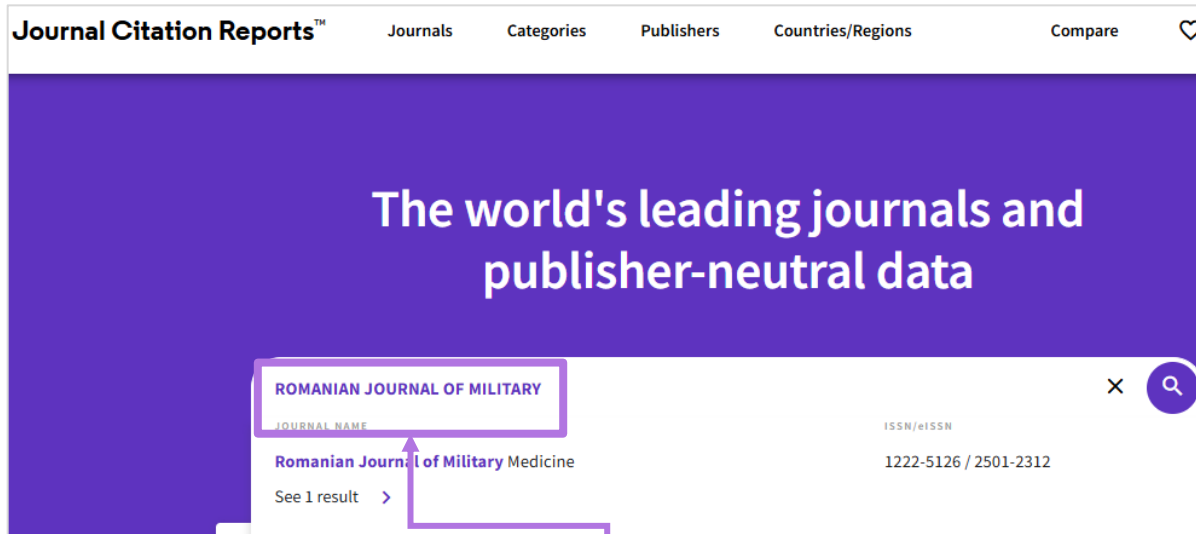 Journal Citation Reports™ Journals Categories Publishers Countries/Regions Compare
The world's leading journals and
publisher-neutral data
ROMANIAN JOURNAL OF MILITARY
JOURNAL NAME ISSN/eISSN
Romanian Journal of Military Medicine 1222-5126 / 2501-2312
See 1 result